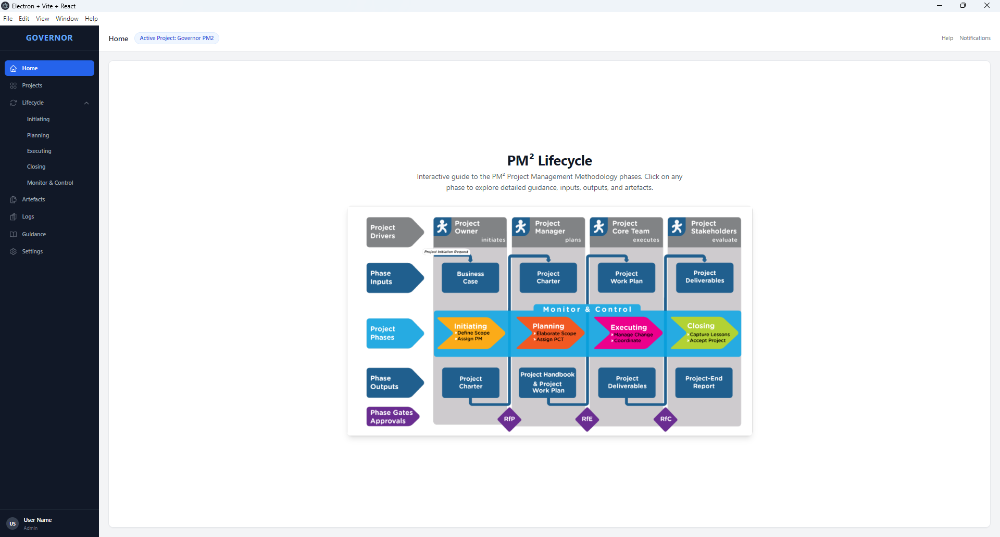 Electron + Vite + React
File Edit View Window Help
GOVERNOR
Home
Active Project: Governor PM2
Help
Notifications
Home
Projects
Lifecycle
Initiating
Planning
Executing
Closing
Monitor & Control
Artefacts
Logs
Guidance
Settings
US
User Name
Admin
PM² Lifecycle
Interactive guide to the PM² Project Management Methodology phases. Click on any
phase to explore detailed guidance, inputs, outputs, and artefacts.
Project
Drivers
Project
Owner
initiates
Project
Manager
plans
Project
Core Team
executes
Project
Stakeholders
evaluate
Project Initiation Request
Phase
Inputs
Business
Case
Project
Charter
Project
Work Plan
Project
Deliverables
Monitor & Control
Project
Phases
Initiating
»Define Scope
»Assign PM
Planning
»Elaborate Scope
»Assign PCT
Executing
»Manage Change
»Coordinate
Closing
»Capture Lessons
»Accept Project
Phase
Outputs
Project
Charter
Project Handbook
& Project
Work Plan
Project
Deliverables
Project-End
Report
Phase Gates
Approvals
RfP
RfE
RfC